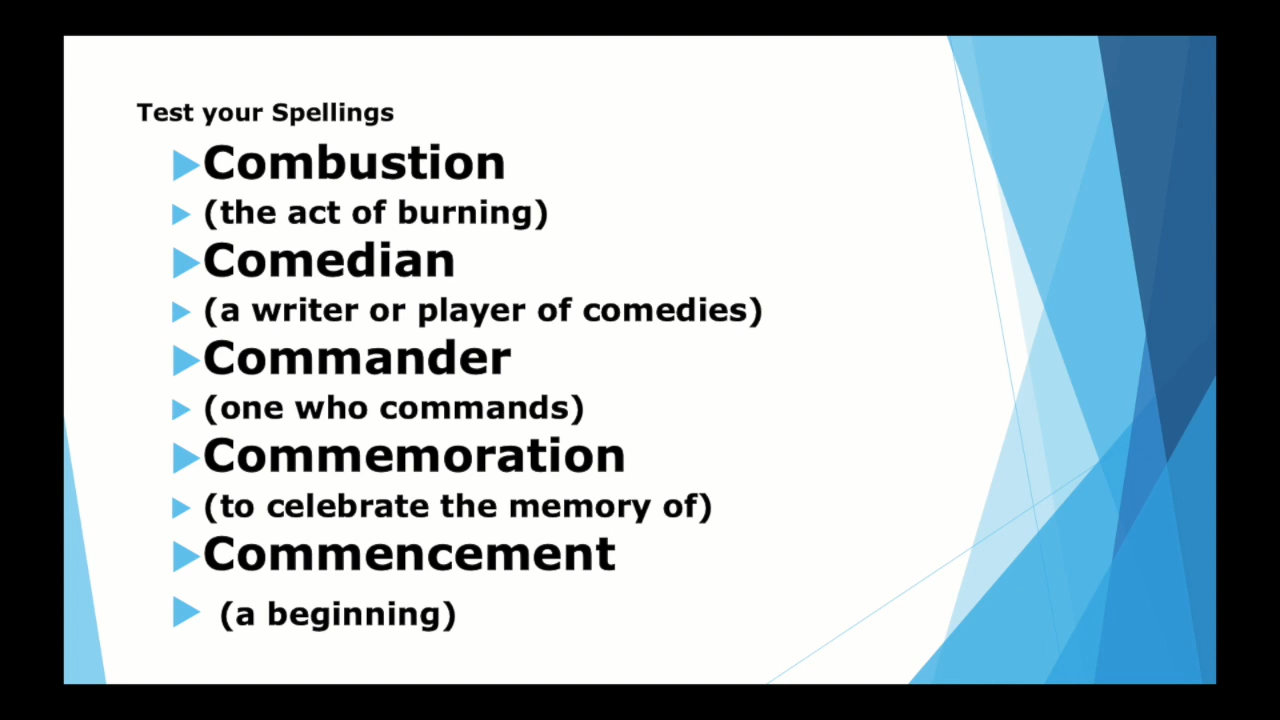 Test your Spellings
Combustion
(the act of burning)
Comedian
(a writer or player of comedies)
Commander
(one who commands)
Commemoration
(to celebrate the memory of)
Commencement
(a beginning)